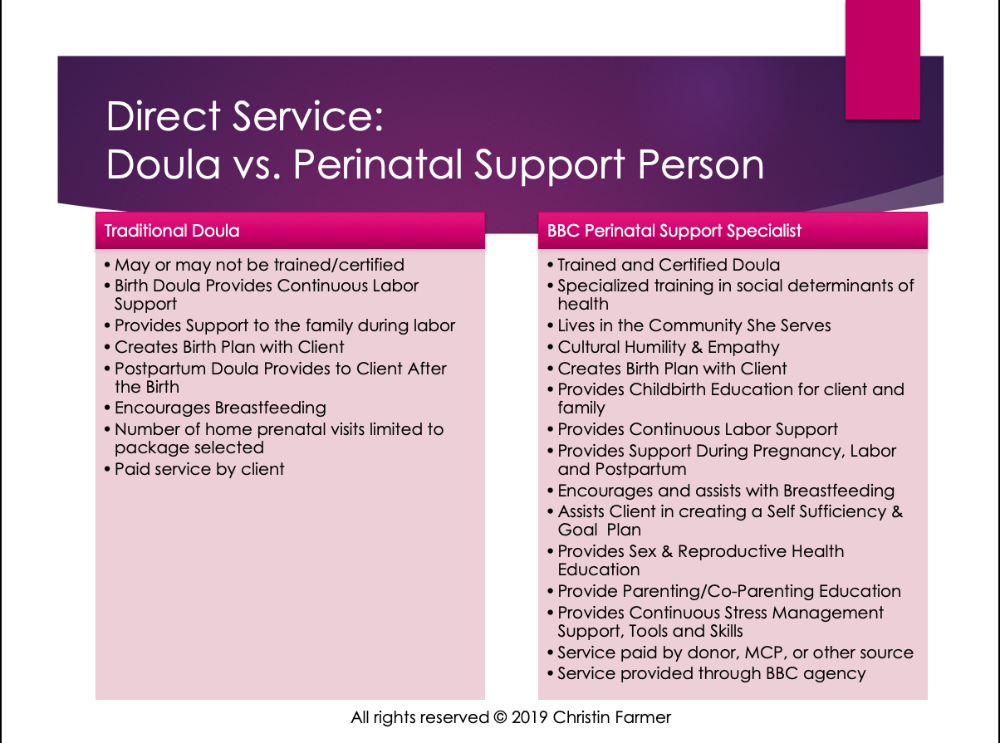 Direct Service:
Doula vs. Perinatal Support Person
Traditional Doula
• May or may not be trained/certified
• Birth Doula Provides Continuous Labor
Support
• Provides Support to the family during labor
• Creates Birth Plan with Client
• Postpartum Doula Provides to Client After
the Birth
• Encourages Breastfeeding
• Number of home prenatal visits limited to
package selected
• Paid service by client
BBC Perinatal Support Specialist
• Trained and Certified Doula
• Specialized training in social determinants of
health
• Lives in the Community She Serves
• Cultural Humility & Empathy
• Creates Birth Plan with Client
• Provides Childbirth Education for client and
family
• Provides Continuous Labor Support
• Provides Support During Pregnancy, Labor
and Postpartum
• Encourages and assists with Breastfeeding
• Assists Client in creating a Self Sufficiency &
Goal  Plan
• Provides Sex & Reproductive Health
Education
• Provide Parenting/Co-Parenting Education
• Provides Continuous Stress Management
Support, Tools and Skills
• Service paid by donor, MCP, or other source
• Service provided through BBC agency
All rights reserved © 2019 Christin Farmer